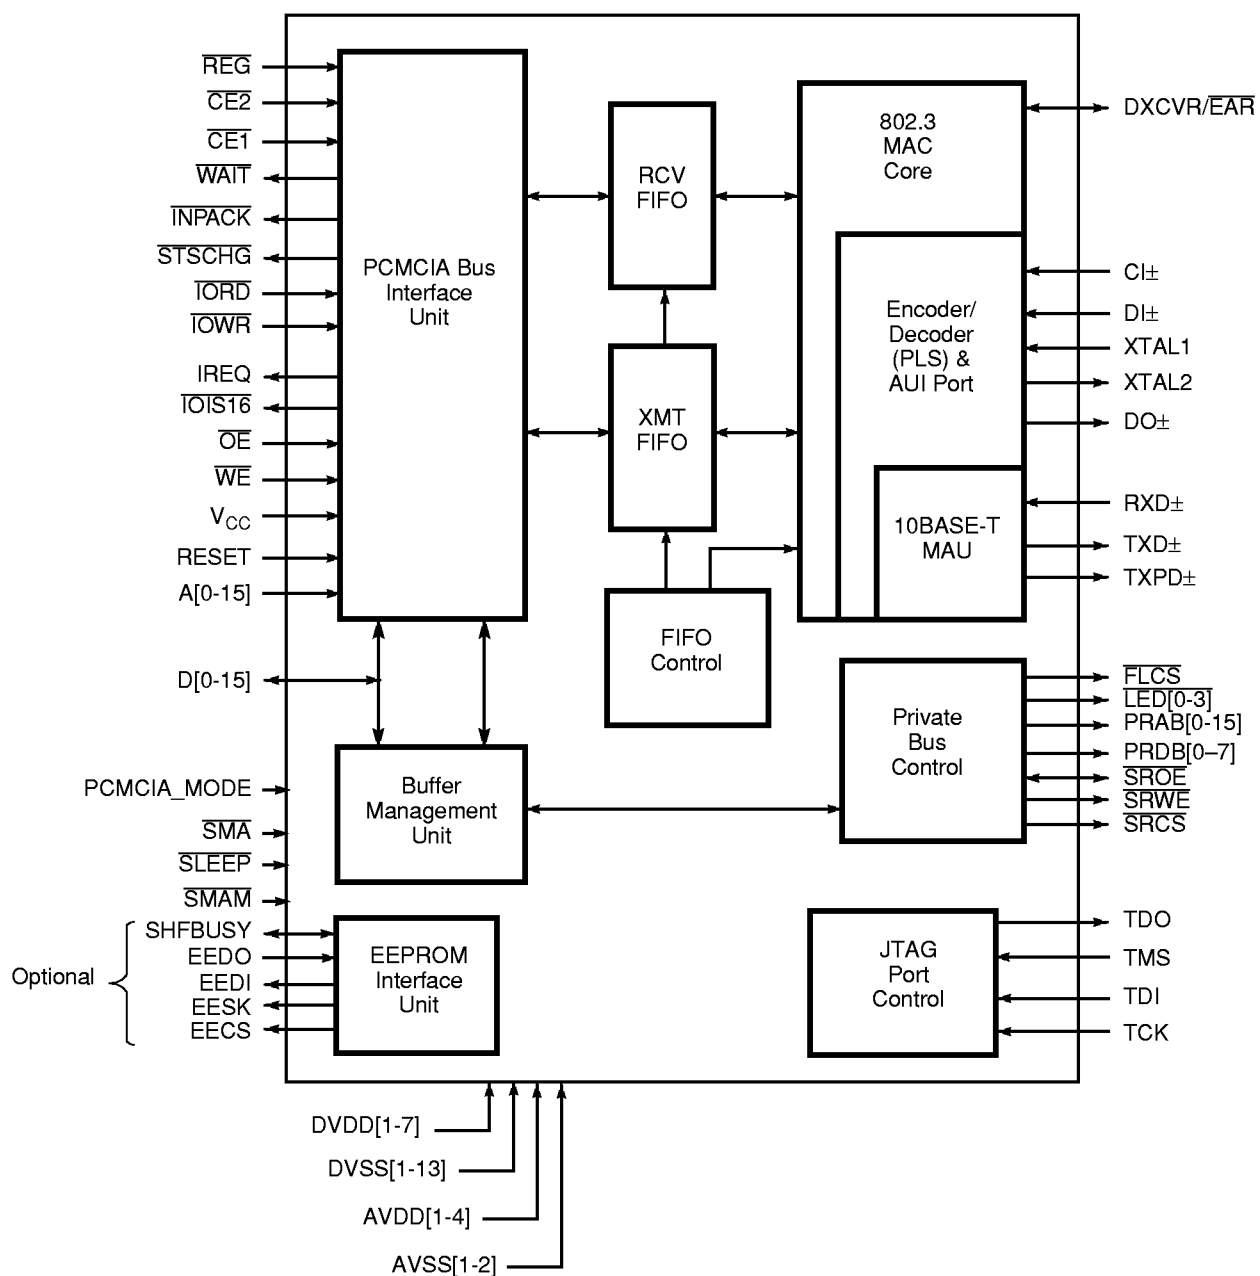 REG
CE2
CE1
WAIT
INPACK
STSCHG
IORD
IOWR
IREQ
IOIS16
OE
WE
VCC
RESET
A[0-15]
D[0-15]
PCMCIA_MODE
SMA
SLEEP
SMAM
SHFBUSY
EEDO
EEDI
EESK
EECS
Optional
PCMCIA Bus
Interface
Unit
Buffer
Management
Unit
EEPROM
Interface
Unit
RCV
FIFO
XMT
FIFO
FIFO
Control
802.3
MAC
Core
Encoder/
Decoder
(PLS) &
AUI Port
10BASE-T
MAU
Private
Bus
Control
JTAG
Port
Control
DXCVR/EAR
CI±
DI±
XTAL1
XTAL2
DO±
RXD±
TXD±
TXPD±
FLCS
LED[0-3]
PRAB[0-15]
PRDB[0–7]
SROE
SRWE
SRCS
TDO
TMS
TDI
TCK
DVDD[1-7]
DVSS[1-13]
AVDD[1-4]
AVSS[1-2]